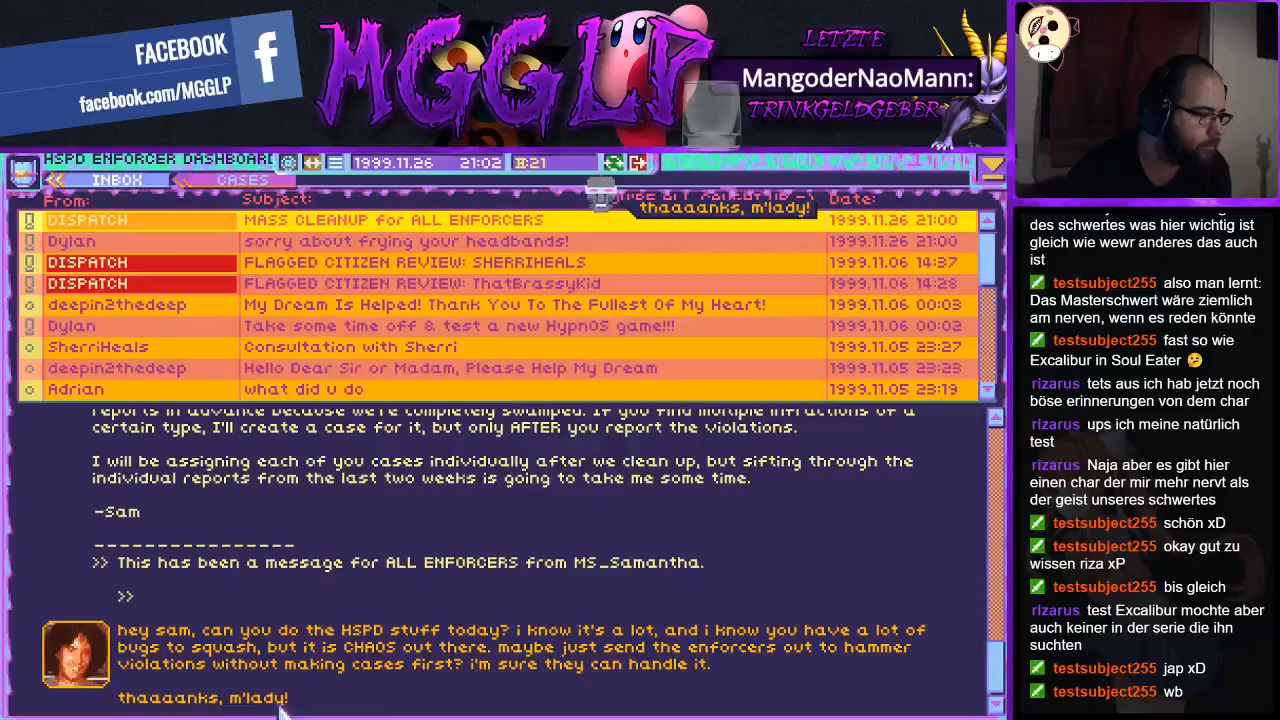 FACEBOOK
facebook.com/MGGLP
MGGLP
LETZTE
MangoderNaoMann:
TRINKGELDGEBER
HSPD ENFORCER DASHBOARD
1999.11.26 21:02
21
INBOX
CASES
From:
Subject:
thaaaanks, m'lady!
Date:
DISPATCH MASS CLEANUP for ALL ENFORCERS 1999.11.26 21:00
Dylan sorry about frying your headbands! 1999.11.26 21:00
DISPATCH FLAGGED CITIZEN REVIEW: SHERRIHEALS 1999.11.06 14:37
DISPATCH FLAGGED CITIZEN REVIEW: ThatBrassyKid 1999.11.06 14:28
deepin2thedeep My Dream Is Helped! Thank You To The Fullest Of My Heart! 1999.11.06 00:03
Dylan Take some time off & test a new HypnOS game!!! 1999.11.06 00:02
SherriHeals Consultation with Sherri 1999.11.05 23:27
deepin2thedeep Hello Dear Sir or Madam, Please Help My Dream 1999.11.05 23:23
Adrian what did u do 1999.11.05 23:19
reports in advance because we're completely swamped. If you find multiple infractions of a
certain type, I'll create a case for it, but only AFTER you report the violations.
I will be assigning each of you cases individually after we clean up, but sifting through the
individual reports from the last two weeks is going to take me some time.
-Sam
----------------
>> This has been a message for ALL ENFORCERS from MS_Samantha.
>>
hey sam, can you do the HSPD stuff today? i know it's a lot, and i know you have a lot of
bugs to squash, but it is CHAOS out there. maybe just send the enforcers out to hammer
violations without making cases first? i'm sure they can handle it.
thaaaanks, m'lady!
des schwertes was hier wichtig ist
gleich wie wewr anderes das auch
ist
testsubject255 also man lernt:
Das Masterschwert wäre ziemlich
am nerven, wenn es reden könnte
testsubject255 fast so wie
Excalibur in Soul Eater 🤔
rizarus tets aus ich hab jetzt noch
böse erinnerungen von dem char
rizarus ups ich meine natürlich
test
rizarus Naja aber es gibt hier
einen char der mir mehr nervt als
der geist unseres schwertes
testsubject255 schön xD
testsubject255 okay gut zu
wissen riza xP
testsubject255 bis gleich
rizarus test Excalibur mochte aber
auch keiner in der serie die ihn
suchten
testsubject255 jap xD
testsubject255 wb